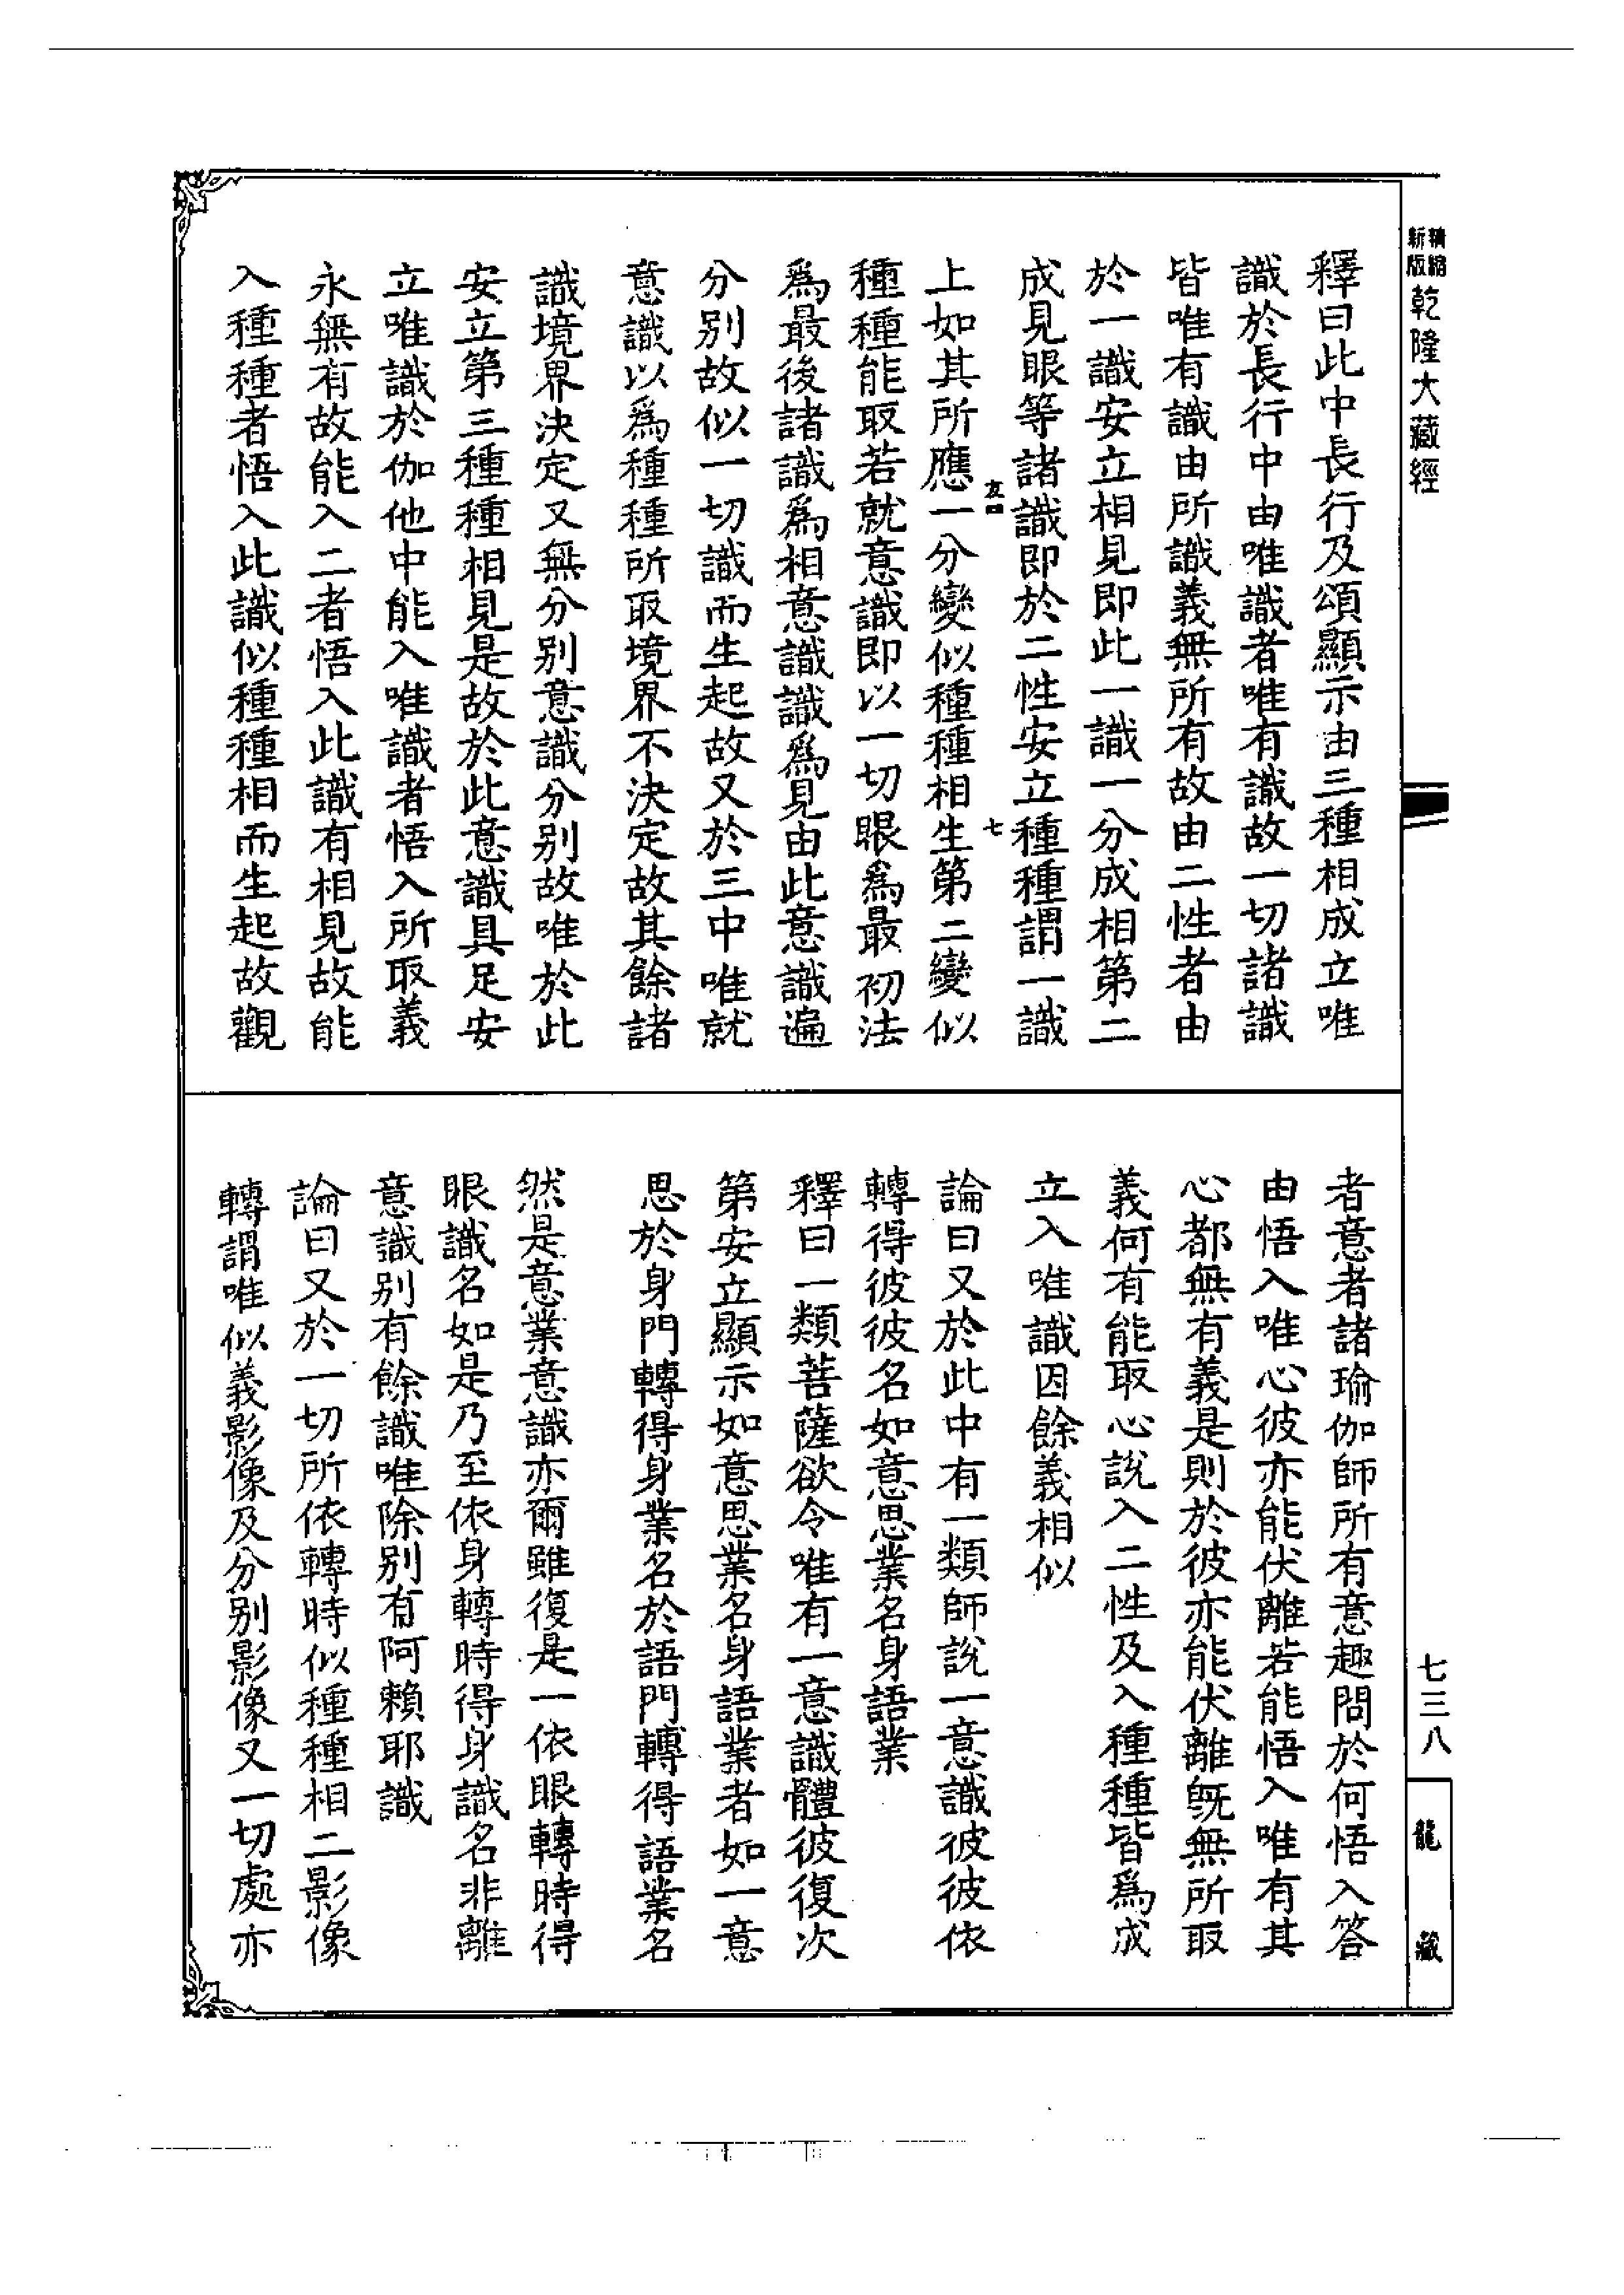 新版精縮乾隆大藏經
釋曰此中長行及頌顯示由三種相成立唯
識於長行中由唯識者唯有識故一切諸識
皆唯有識由所識義無所有故由二性者由
於一識安立相見即此一識一分成相第二
成見眼等諸識即於二性安立種種謂一識
友四
七
上如其所應一分變似種種相生第二變似
種種能取若就意識即以一切眼爲最初法
爲最後諸識爲相意識識爲見由此意識遍
分別故似一切識而生起故又於三中唯就
意識以爲種種所取境界不決定故其餘諸
識境界決定又無分別意識分別故唯於此
安立第三種種相見是故於此意識具足安
立唯識於伽他中能入唯識者悟入所取義
永無有故能入二者悟入此識有相見故能
入種種者悟入此識似種種相而生起故觀
者意者諸瑜伽師所有意趣問於何悟入答
由悟入唯心彼亦能伏離若能悟入唯有其
心都無有義是則於彼亦能伏離旣無所取
義何有能取心說入二性及入種種皆爲成
立入唯識因餘義相似
論曰又於此中有一類師說一意識彼彼依
轉得彼彼名如意思業名身語業
釋曰一類菩薩欲令唯有一意識體彼復次
第安立顯示如意思業名身語業者如一意
思於身門轉得身業名於語門轉得語業名
然是意業意識亦爾雖復是一依眼轉時得
眼識名如是乃至依身轉時得身識名非離
意識別有餘識唯除別有阿賴耶識
論曰又於一切所依轉時似種種相二影像
轉謂唯似義影像及分別影像又一切處亦
七三八
龍藏